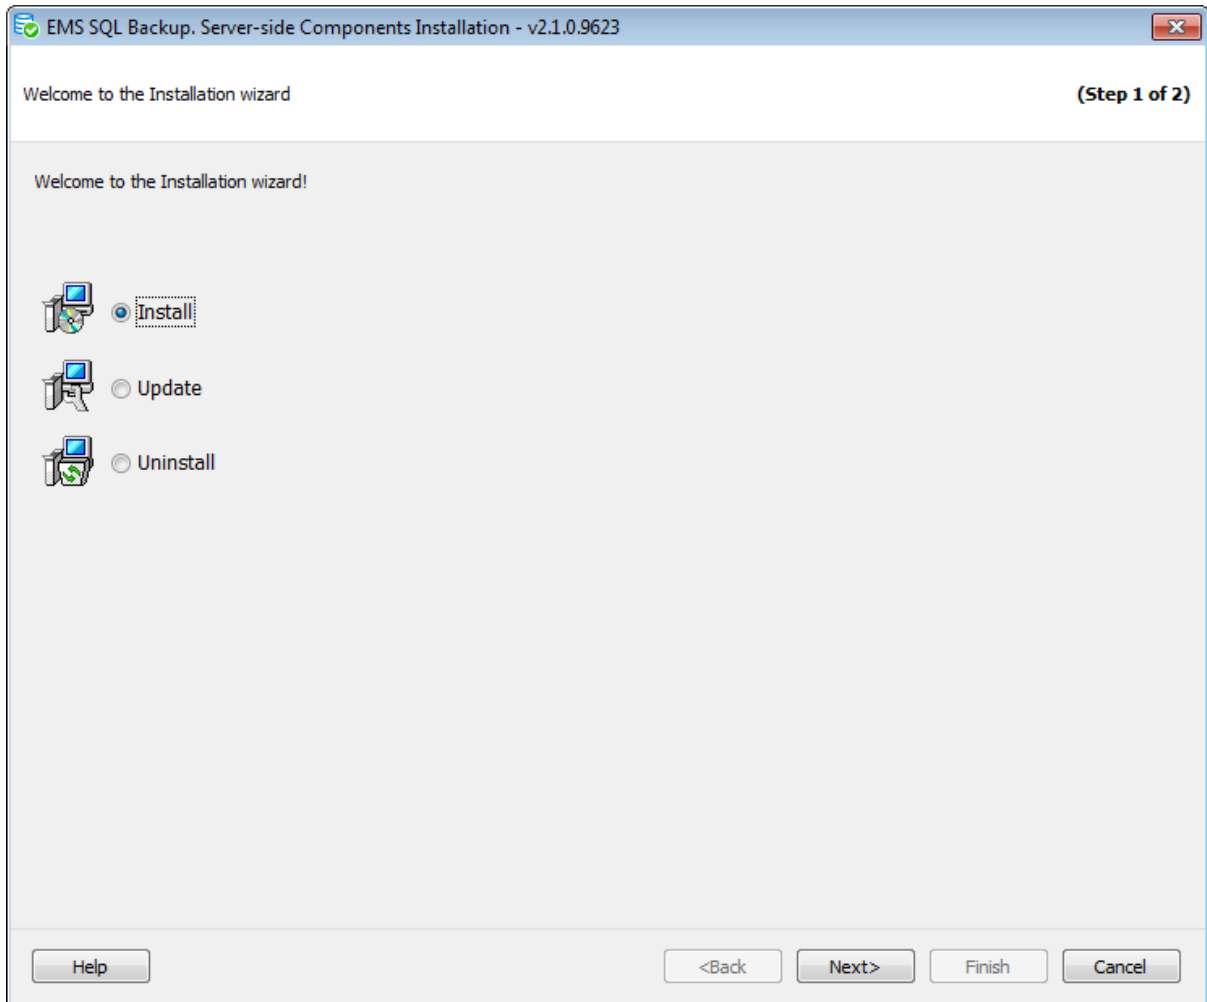 EMS SQL Backup. Server-side Components Installation - v2.1.0.9623
Welcome to the Installation wizard (Step 1 of 2)
Welcome to the Installation wizard!
Install
Update
Uninstall
Help <Back Next> Finish Cancel